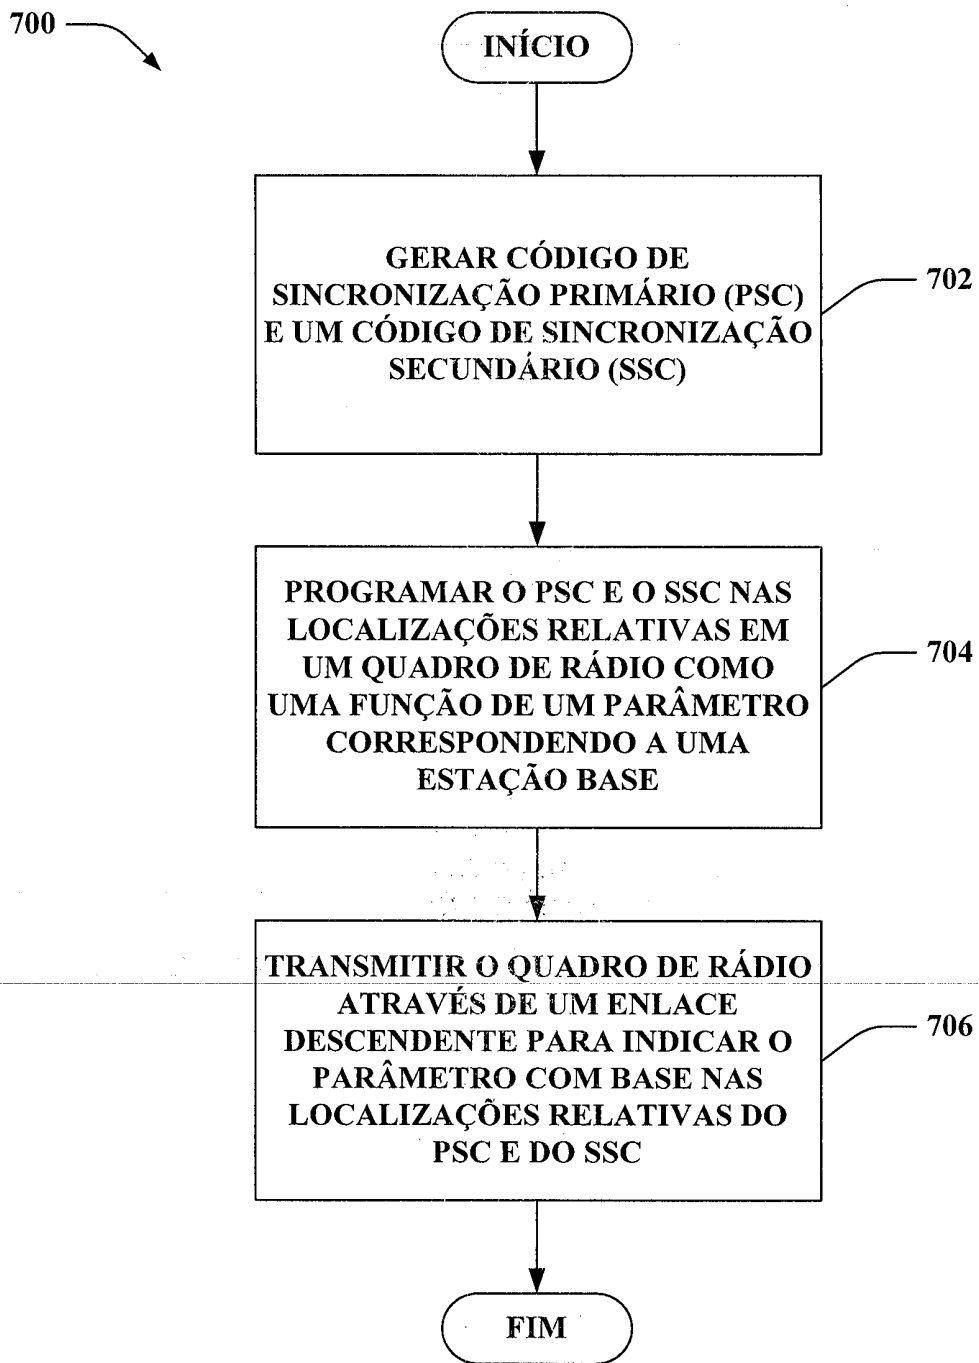 700
INÍCIO
GERAR CÓDIGO DE
SINCRONIZAÇÃO PRIMÁRIO (PSC)
E UM CÓDIGO DE SINCRONIZAÇÃO
SECUNDÁRIO (SSC)
702
PROGRAMAR O PSC E O SSC NAS
LOCALIZAÇÕES RELATIVAS EM
UM QUADRO DE RÁDIO COMO
UMA FUNÇÃO DE UM PARÂMETRO
CORRESPONDENDO A UMA
ESTAÇÃO BASE
704
TRANSMITIR O QUADRO DE RÁDIO
ATRAVÉS DE UM ENLACE
DESCENDENTE PARA INDICAR O
PARÂMETRO COM BASE NAS
LOCALIZAÇÕES RELATIVAS DO
PSC E DO SSC
706
FIM